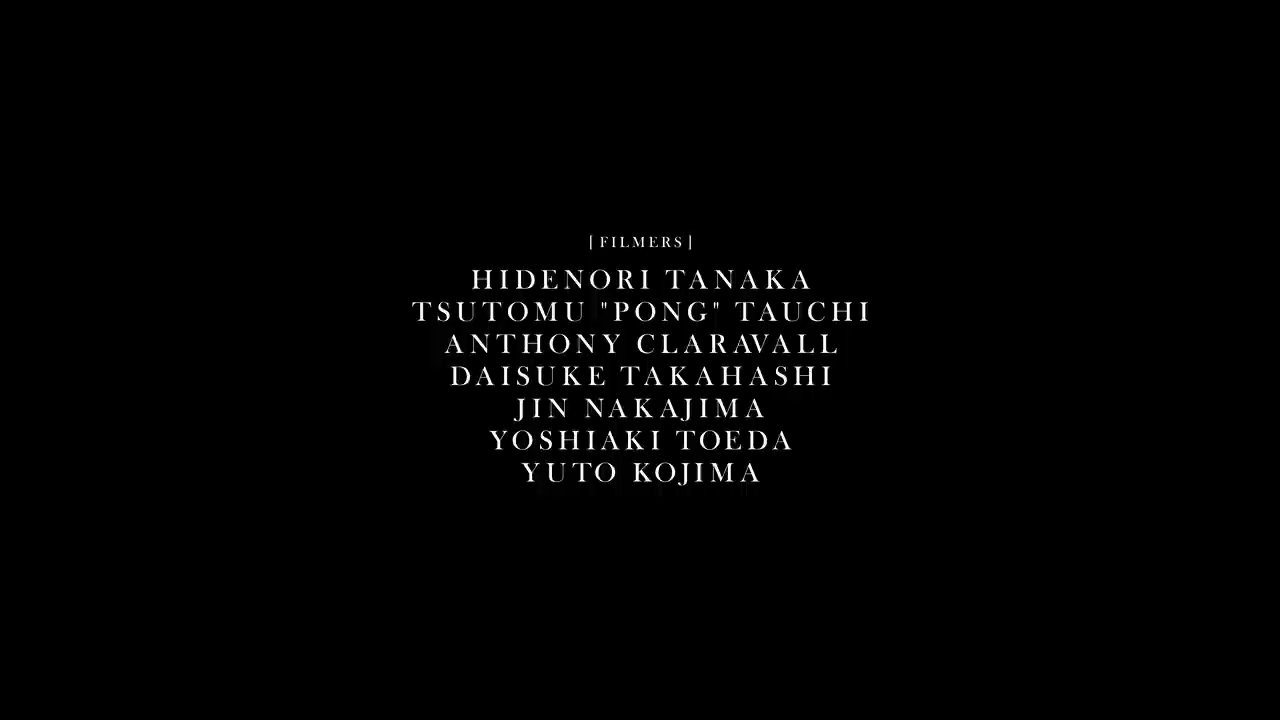 [FILMERS]
HIDENORI TANAKA
TSUTOMU "PONG" TAUCHI
ANTHONY CLARAVALL
DAISUKE TAKAHASHI
JIN NAKAJIMA
YOSHIAKI TOEDA
YUTO KOJIMA